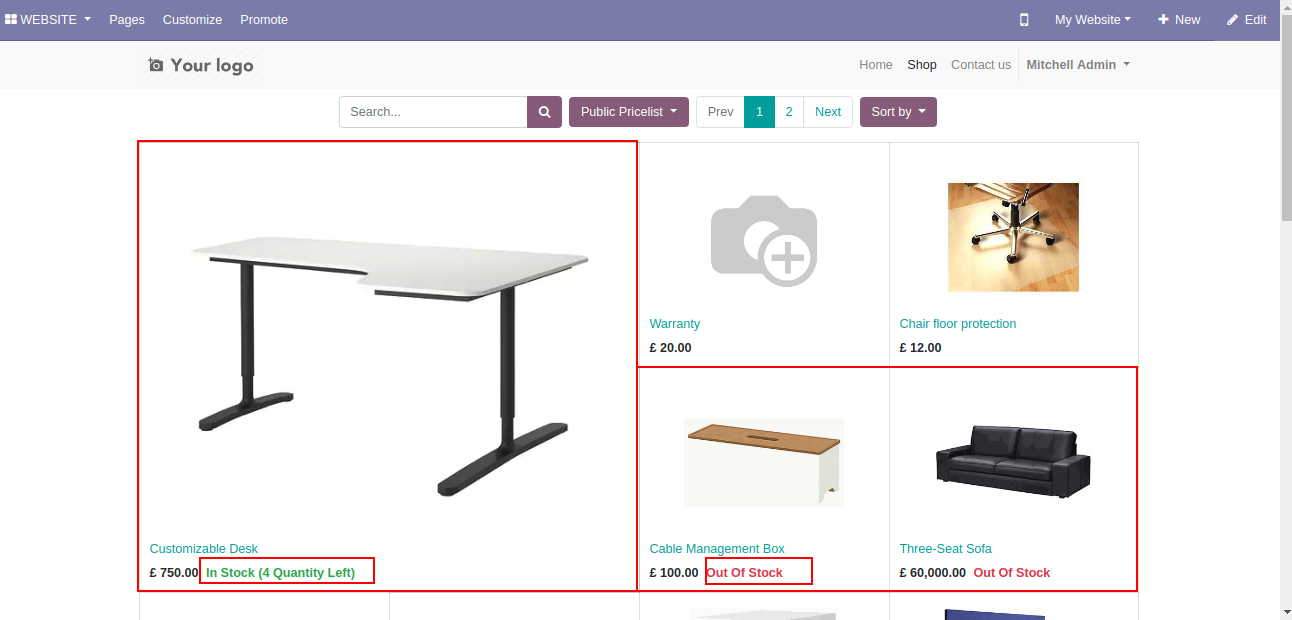 WEBSITE Pages Customize Promote My Website New Edit
Your logo Home Shop Contact us Mitchell Admin
Search... Public Pricelist Prev 1 2 Next Sort by
Warranty
£ 20.00
Chair floor protection
£ 12.00
Customizable Desk
£ 750.00 In Stock (4 Quantity Left)
Cable Management Box
£ 100.00 Out Of Stock
Three-Seat Sofa
£ 60,000.00 Out Of Stock